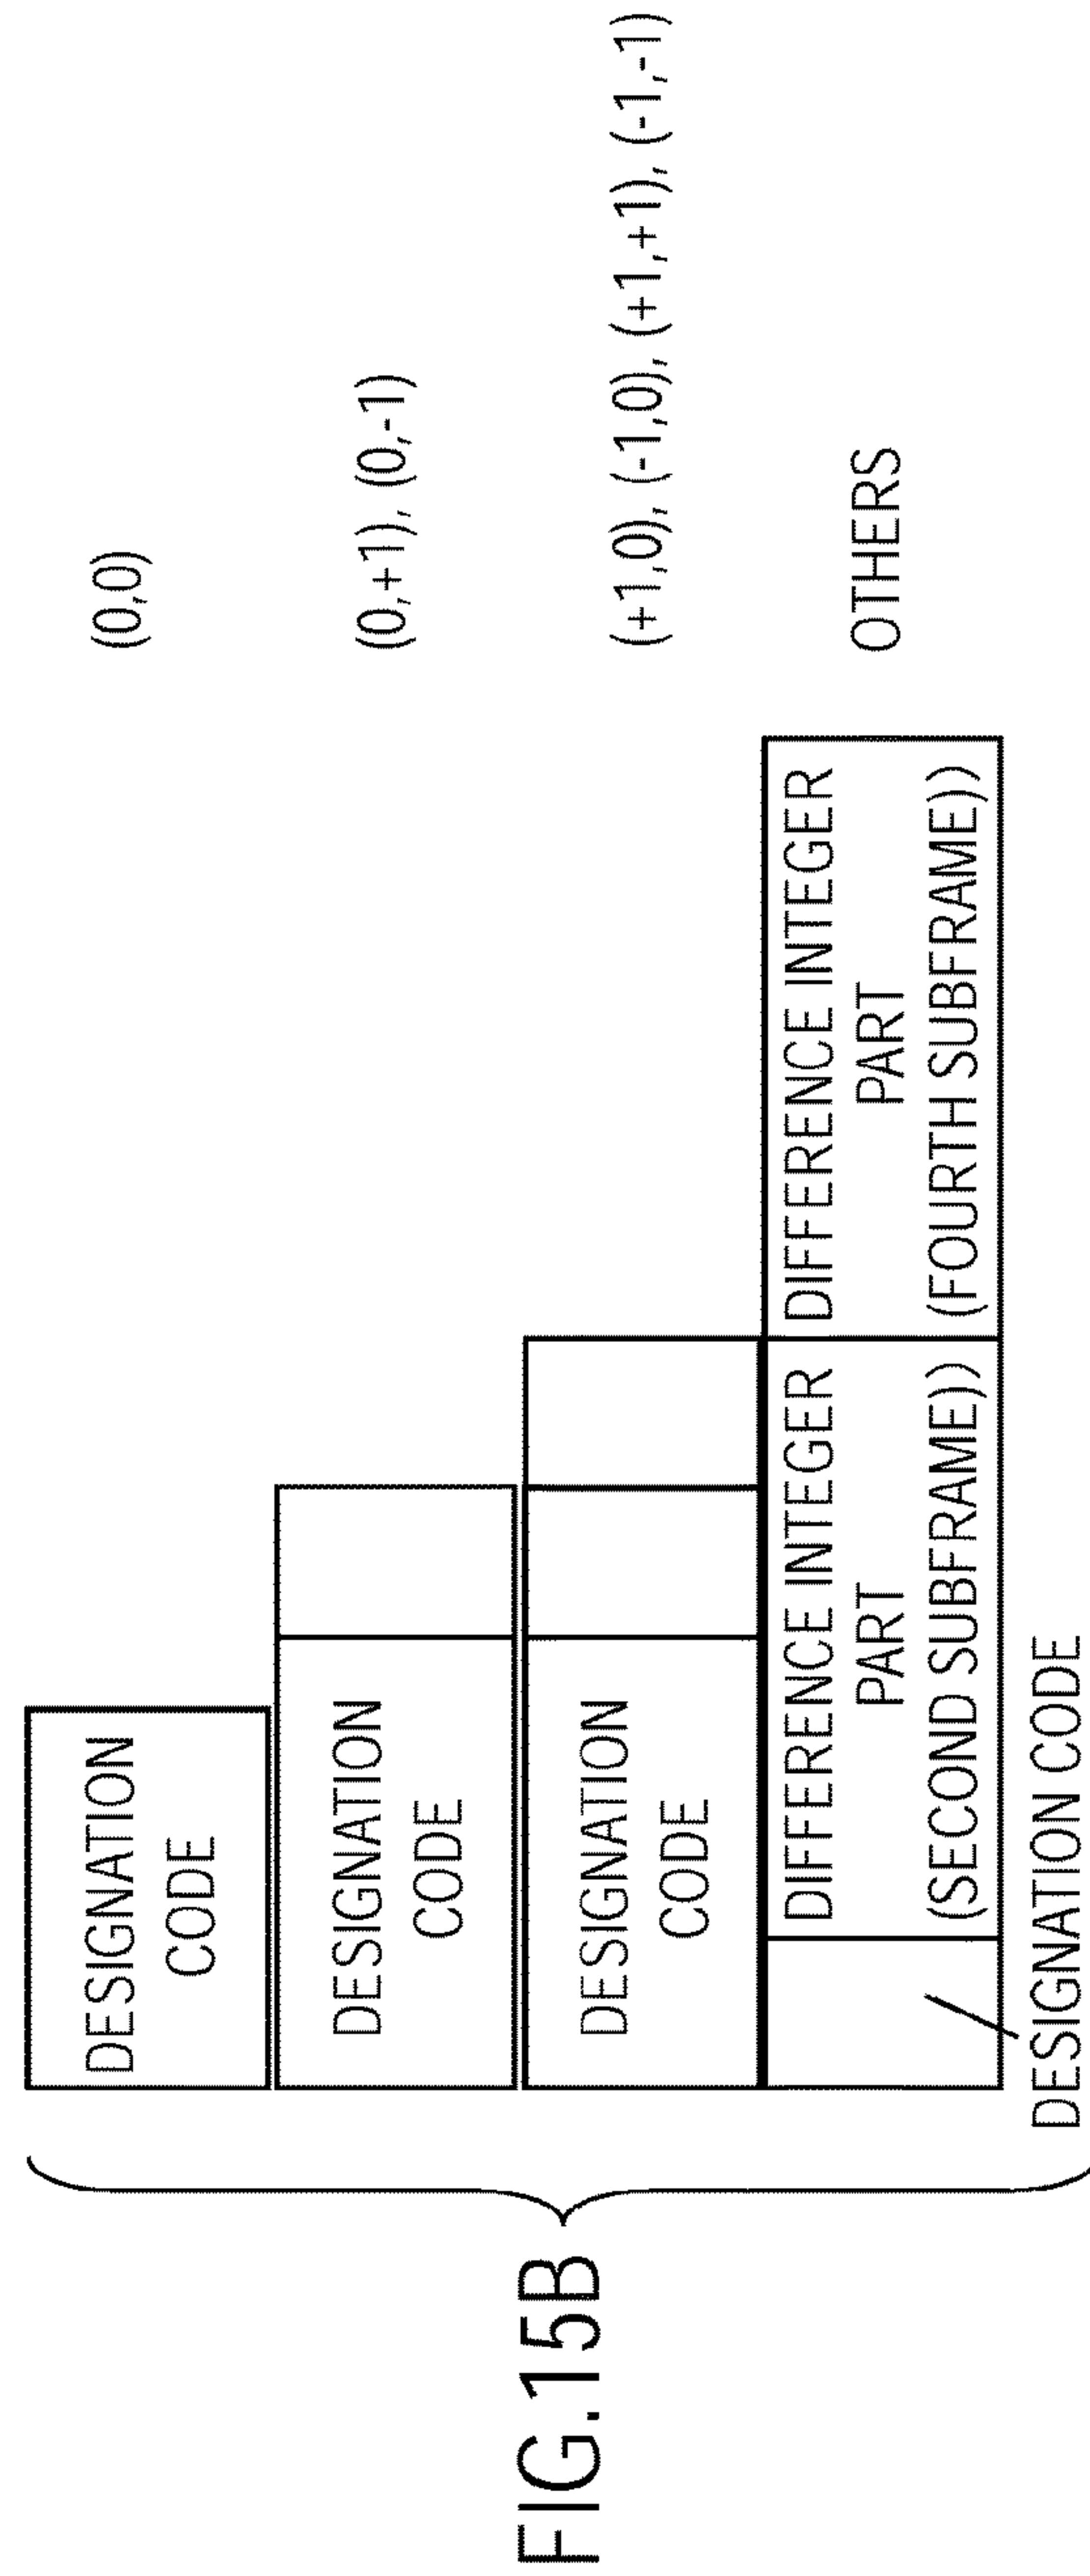 FIG.15B
DESIGNATION
CODE
(0,0)
DESIGNATION
CODE
(0,+1), (0,-1)
DESIGNATION
CODE
(+1,0), (-1,0), (+1,+1), (-1,-1)
DIFFERENCE INTEGER
PART
(SECOND SUBFRAME))
DIFFERENCE INTEGER
PART
(FOURTH SUBFRAME))
OTHERS
DESIGNATION CODE